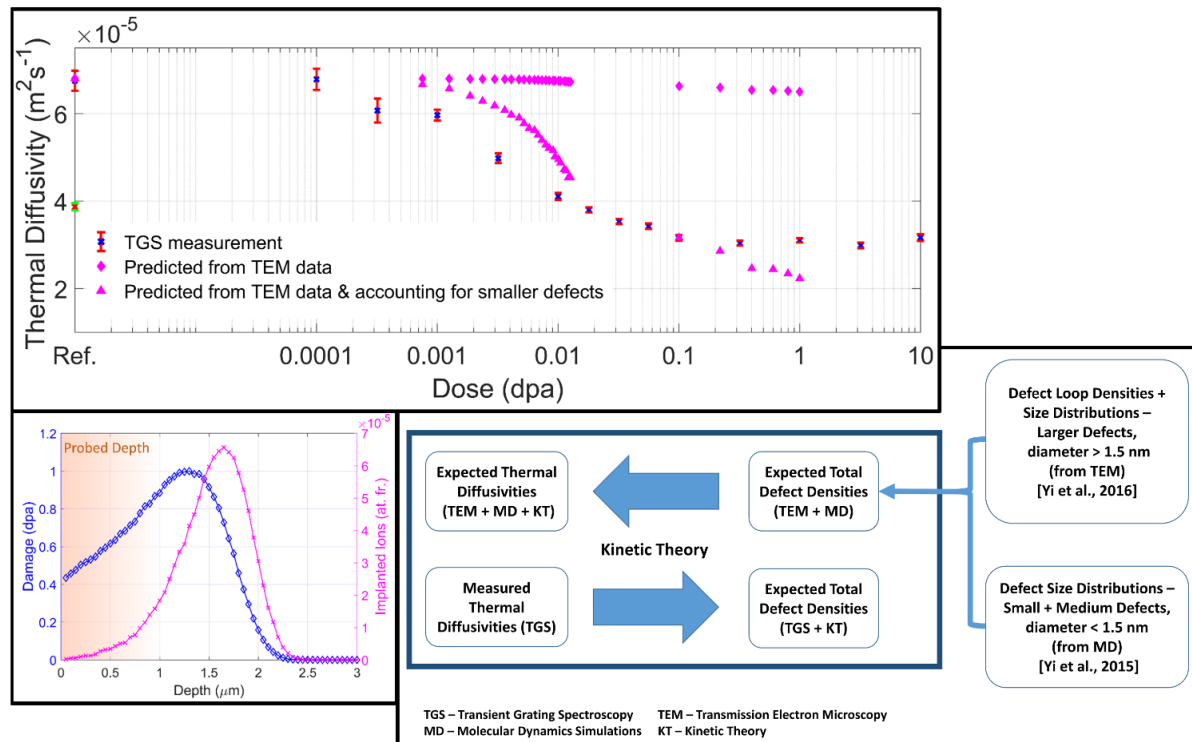 ×10⁻⁵
Thermal Diffusivity (m²s⁻¹)
6
4
2
TGS measurement
Predicted from TEM data
Predicted from TEM data & accounting for smaller defects
Ref.
0.0001
0.001
0.01
0.1
1
10
Dose (dpa)
Probed Depth
×10⁻⁵
Damage (dpa)
1.2
1
0.8
0.6
0.4
0.2
0
7
6
5
4
3
2
1
0
Implanted Ions (at. fr.)
0
0.5
1
1.5
2
2.5
3
Depth (μm)
Expected Thermal
Diffusivities
(TEM + MD + KT)
Expected Total
Defect Densities
(TEM + MD)
Kinetic Theory
Measured
Thermal
Diffusivities (TGS)
Expected Total
Defect Densities
(TGS + KT)
Defect Loop Densities +
Size Distributions –
Larger Defects,
diameter > 1.5 nm
(from TEM)
[Yi et al., 2016]
Defect Size Distributions –
Small + Medium Defects,
diameter < 1.5 nm
(from MD)
[Yi et al., 2015]
TGS – Transient Grating Spectroscopy
TEM – Transmission Electron Microscopy
MD – Molecular Dynamics Simulations
KT – Kinetic Theory